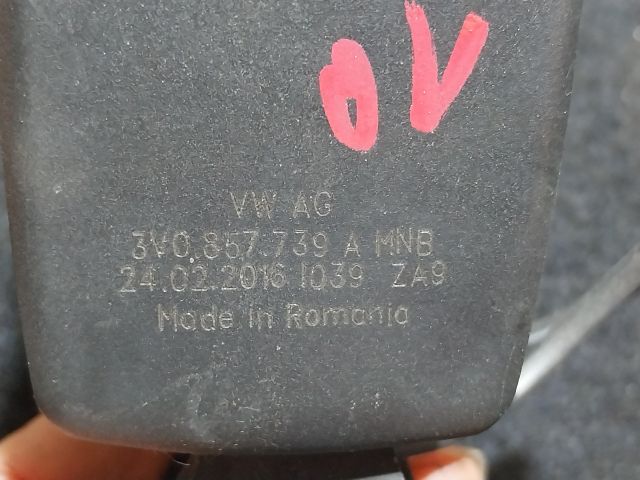 0V
VW AG
3V0.857.739 A MNB
24.02.2016 1039 ZA9
Made in Romania